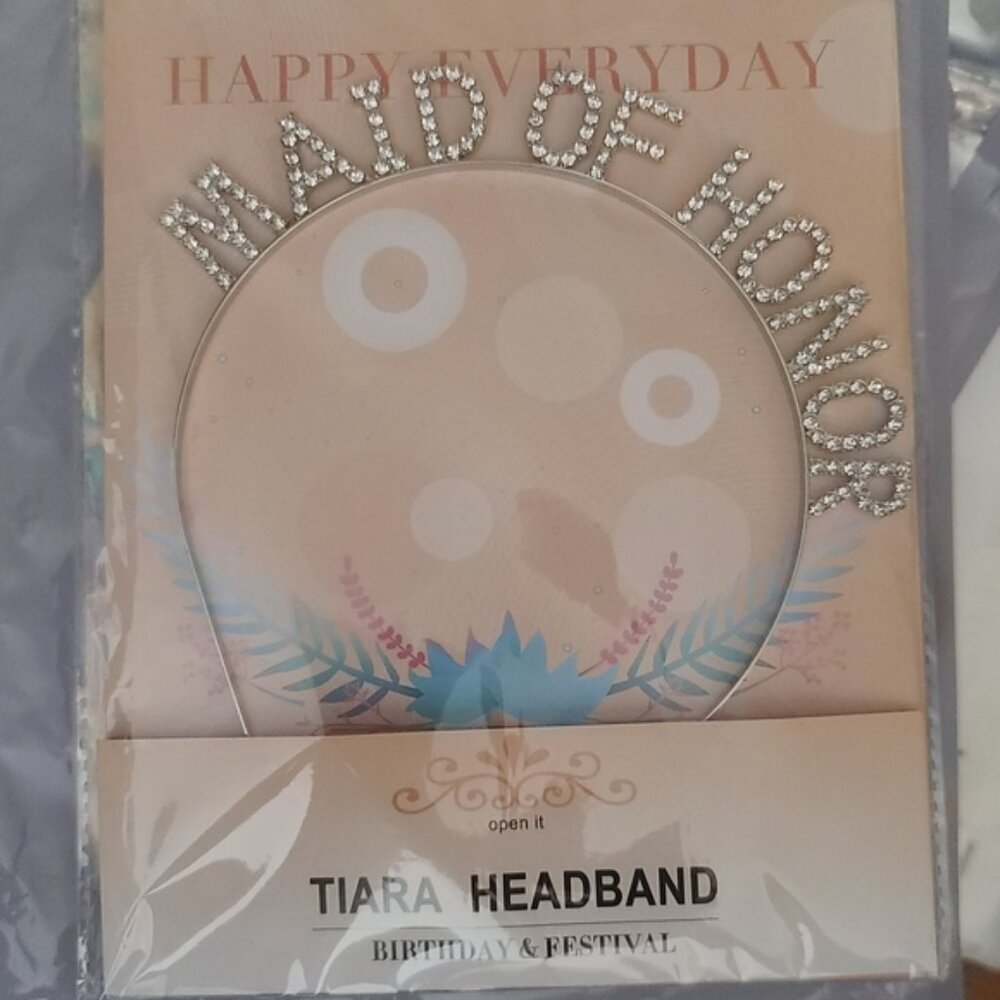 HAPPY EVERYDAY
MAID OF HONOR
open it
TIARA HEADBAND
BIRTHDAY & FESTIVAL